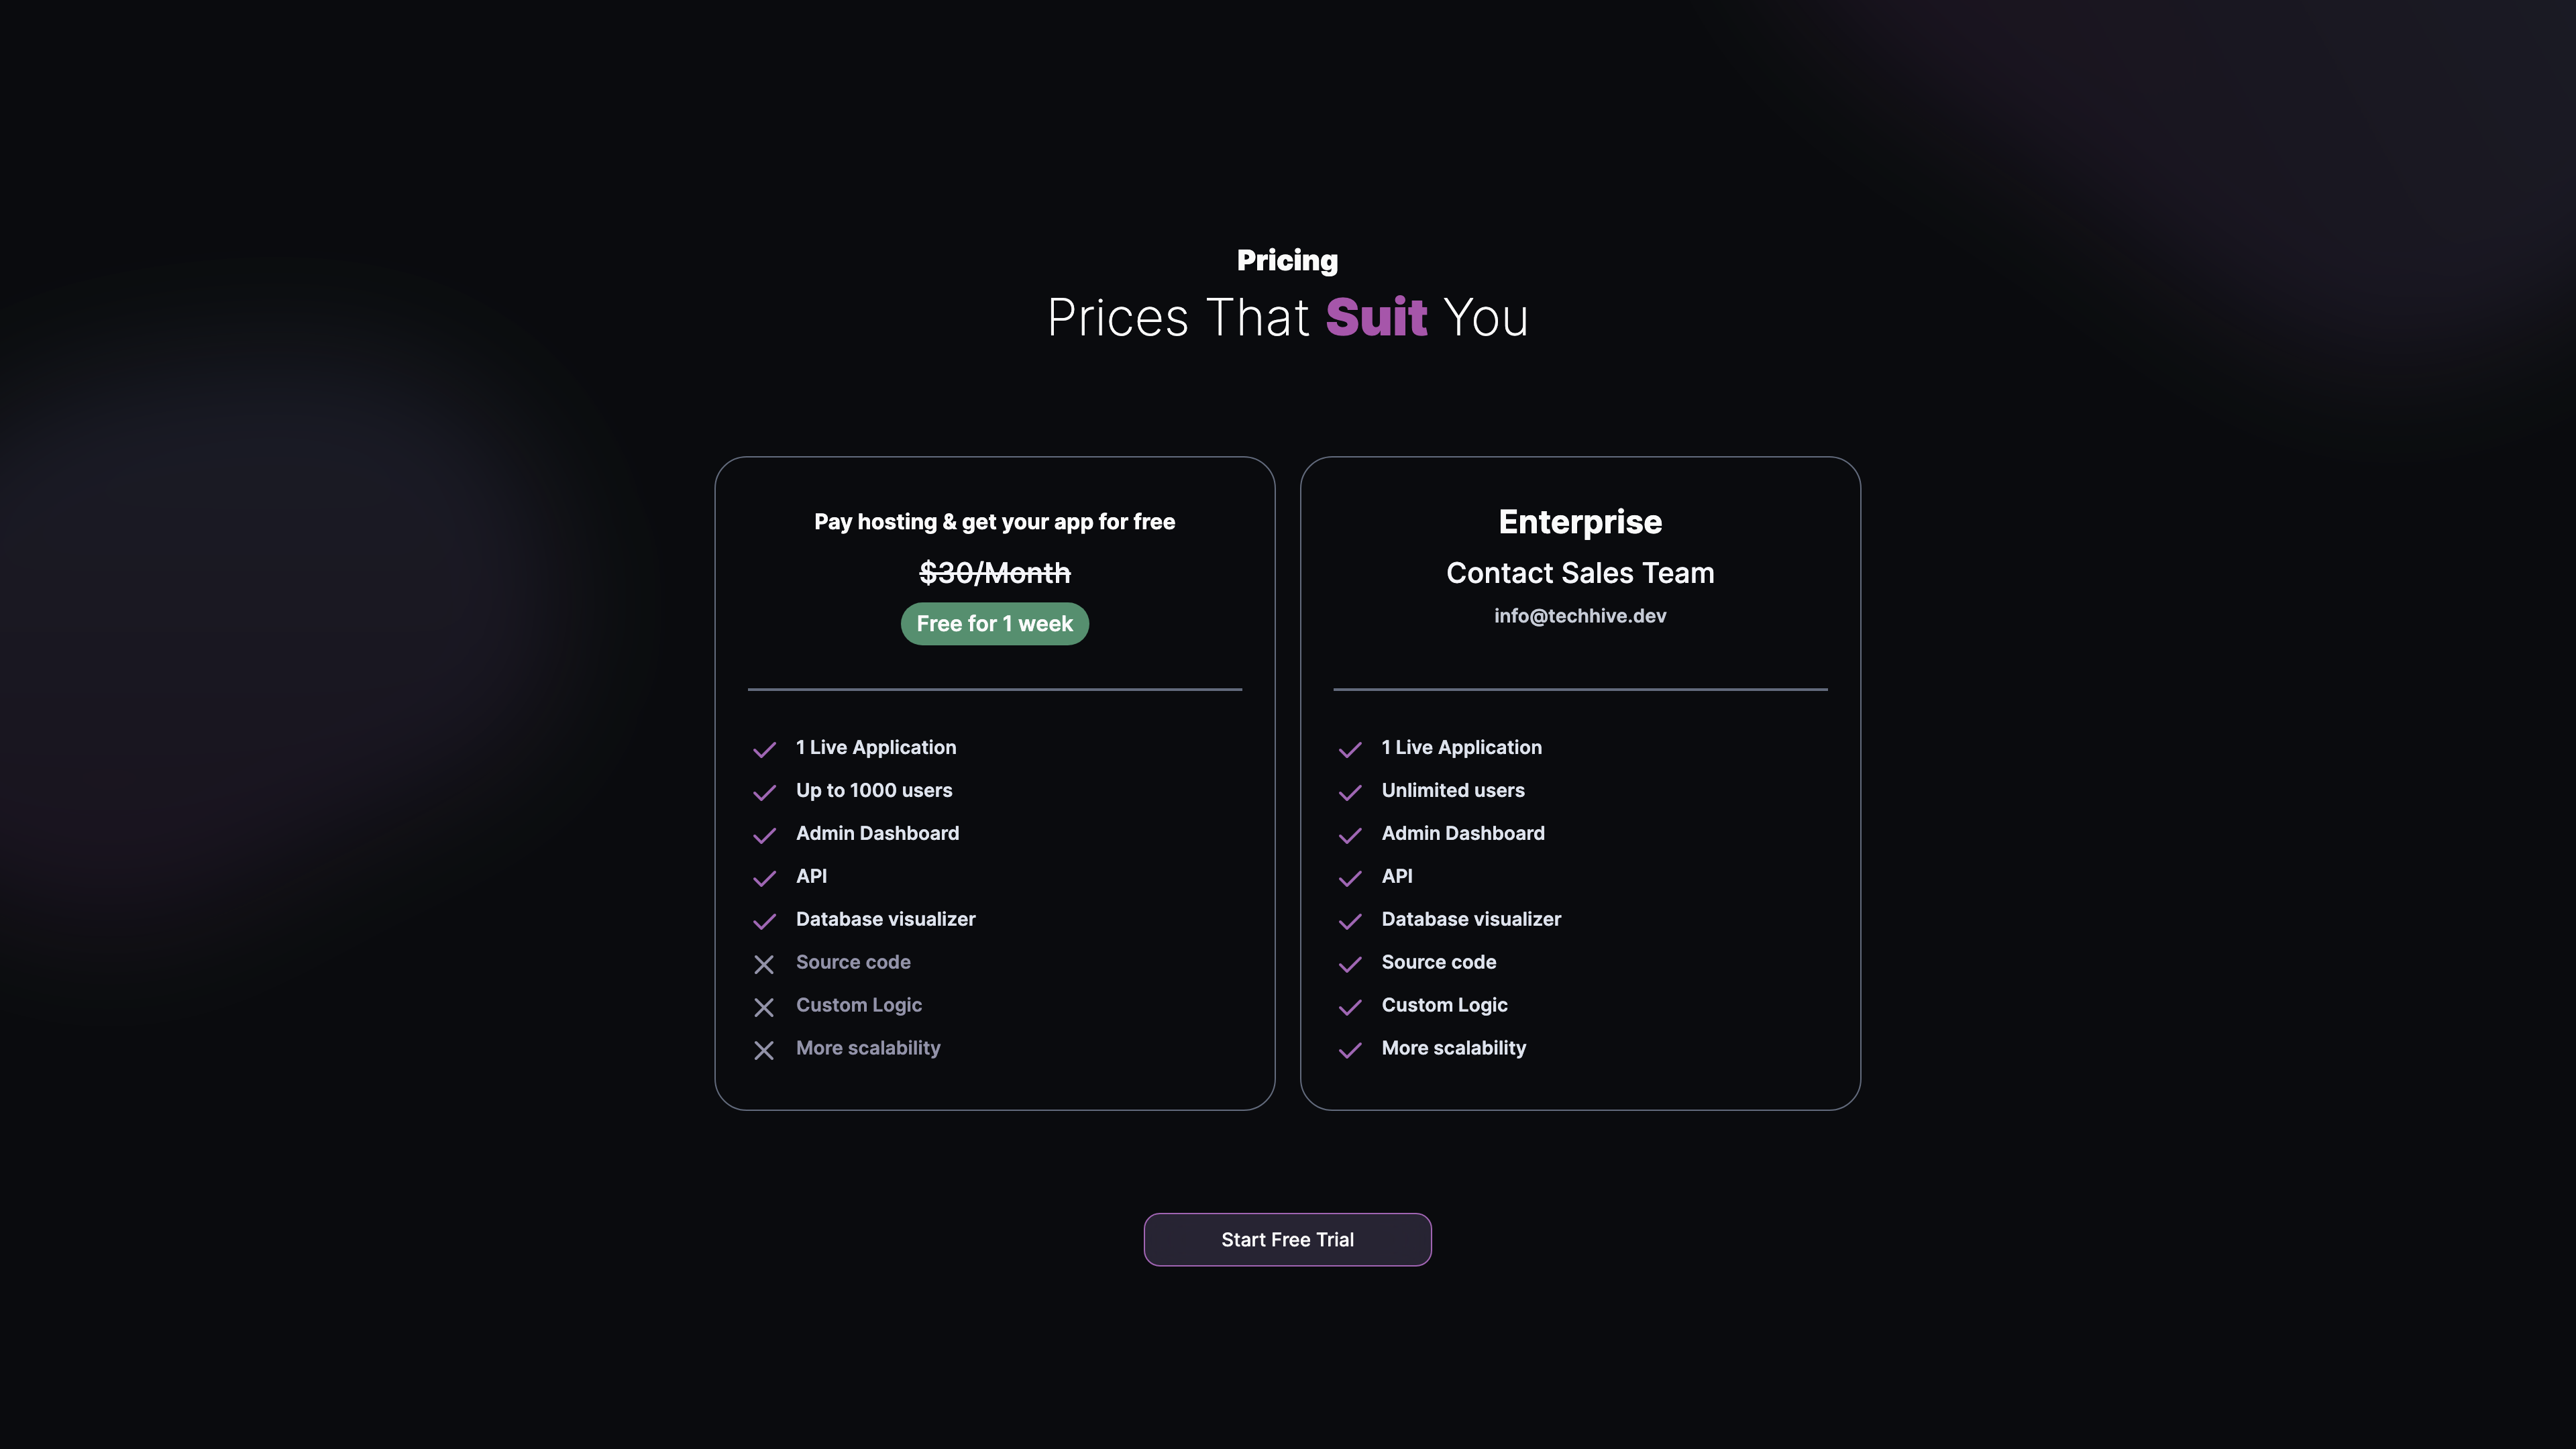 Pricing
Prices That Suit You
Pay hosting & get your app for free
$30/Month
Free for 1 week
1 Live Application
Up to 1000 users
Admin Dashboard
API
Database visualizer
Source code
Custom Logic
More scalability
Enterprise
Contact Sales Team
info@techhive.dev
1 Live Application
Unlimited users
Admin Dashboard
API
Database visualizer
Source code
Custom Logic
More scalability
Start Free Trial